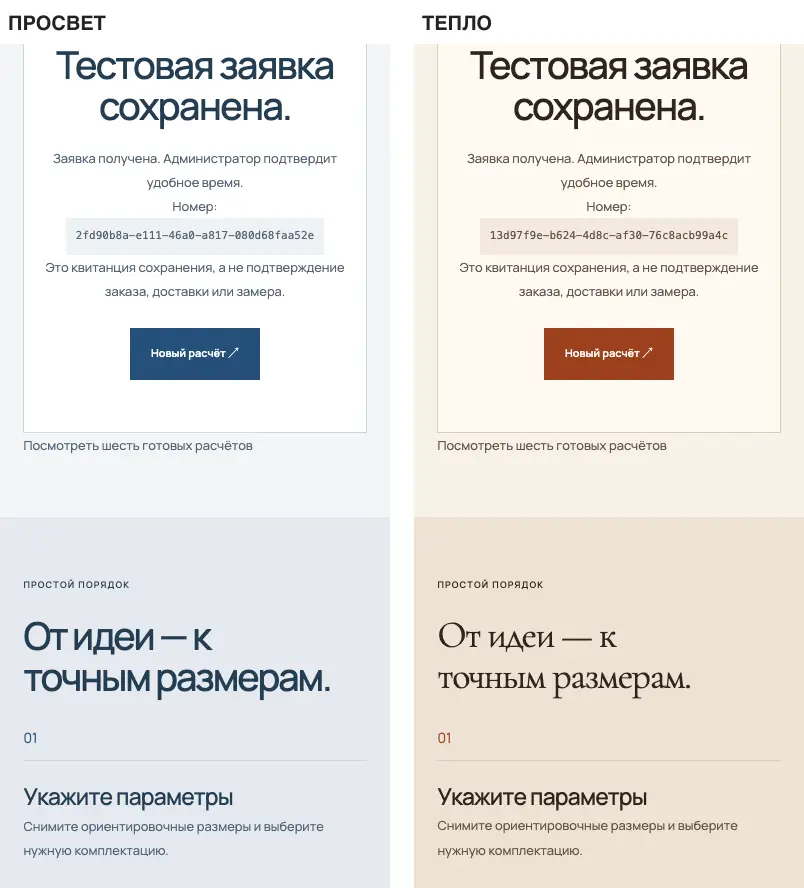 ПРОСВЕТ
Тестовая заявка
сохранена.
Заявка получена. Администратор подтвердит
удобное время.
Номер:
2fd90b8a-e111-46a0-a817-080d68faa52e
Это квитанция сохранения, а не подтверждение
заказа, доставки или замера.
Новый расчёт ↗
Посмотреть шесть готовых расчётов
ПРОСТОЙ ПОРЯДОК
От идеи — к
точным размерам.
01
Укажите параметры
Снимите ориентировочные размеры и выберите
нужную комплектацию.
ТЕПЛО
Тестовая заявка
сохранена.
Заявка получена. Администратор подтвердит
удобное время.
Номер:
13d97f9e-b624-4d8c-af30-76c8acb99a4c
Это квитанция сохранения, а не подтверждение
заказа, доставки или замера.
Новый расчёт ↗
Посмотреть шесть готовых расчётов
ПРОСТОЙ ПОРЯДОК
От идеи — к
точным размерам.
01
Укажите параметры
Снимите ориентировочные размеры и выберите
нужную комплектацию.